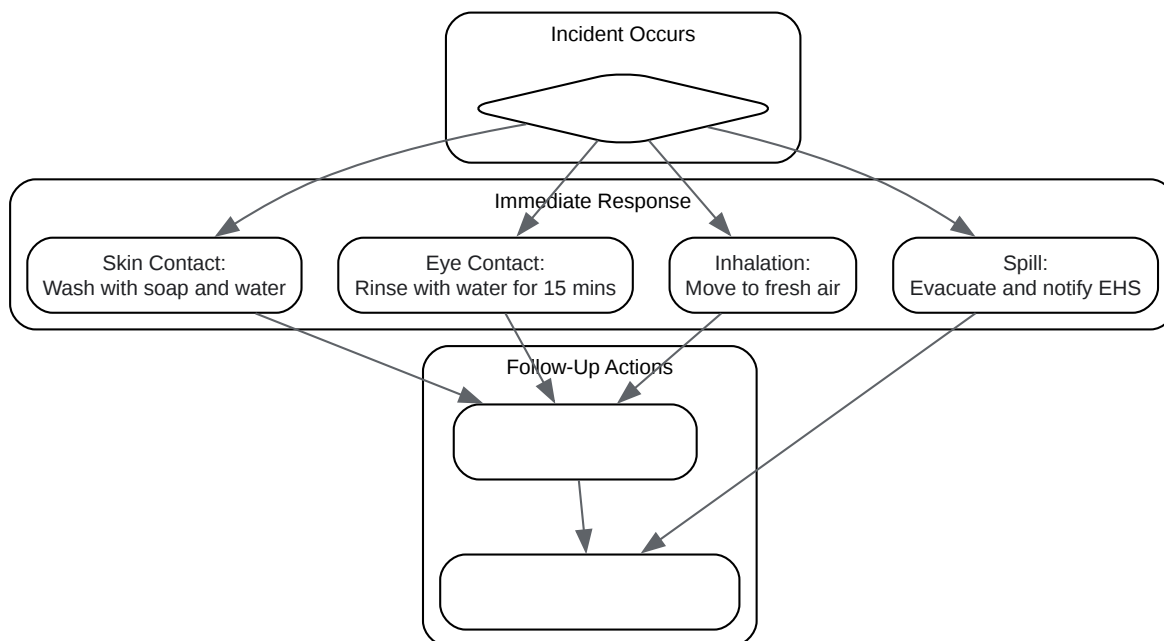 Incident Occurs
Immediate Response
Skin Contact:
Wash with soap and water
Eye Contact:
Rinse with water for 15 mins
Inhalation:
Move to fresh air
Spill:
Evacuate and notify EHS
Follow-Up Actions